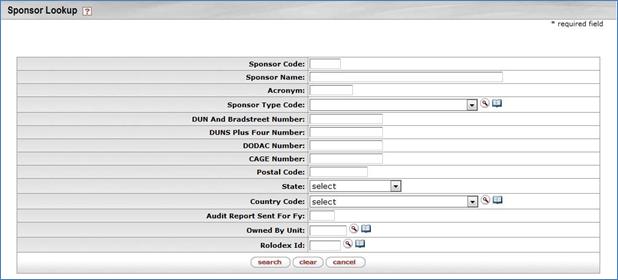 Sponsor Lookup ?
* required field
Sponsor Code:
Sponsor Name:
Acronym:
Sponsor Type Code:
DUN And Bradstreet Number:
DUNS Plus Four Number:
DODAC Number:
CAGE Number:
Postal Code:
State: select
Country Code: select
Audit Report Sent For Fy:
Owned By Unit:
Rolodex Id:
search clear cancel